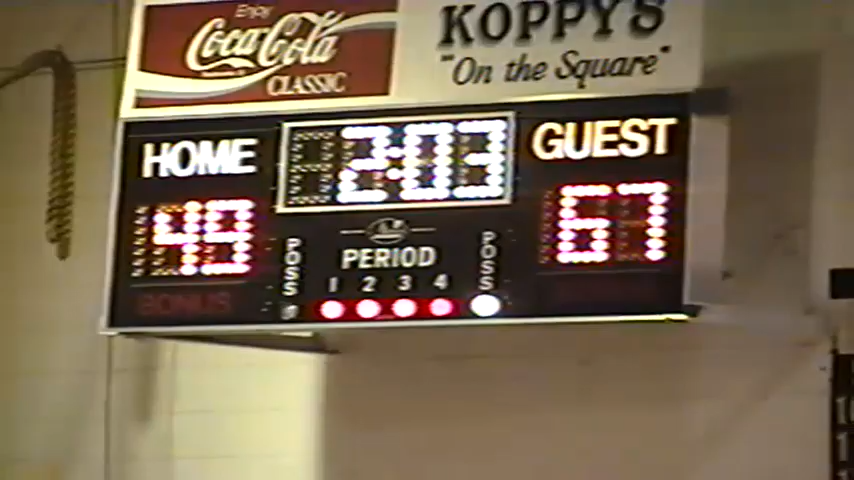 Enjoy
Coca-Cola
CLASSIC
KOPPY'S
"On the Square"
HOME
2:03
GUEST
49
67
POSS
PERIOD
POSS
1 2 3 4
BONUS